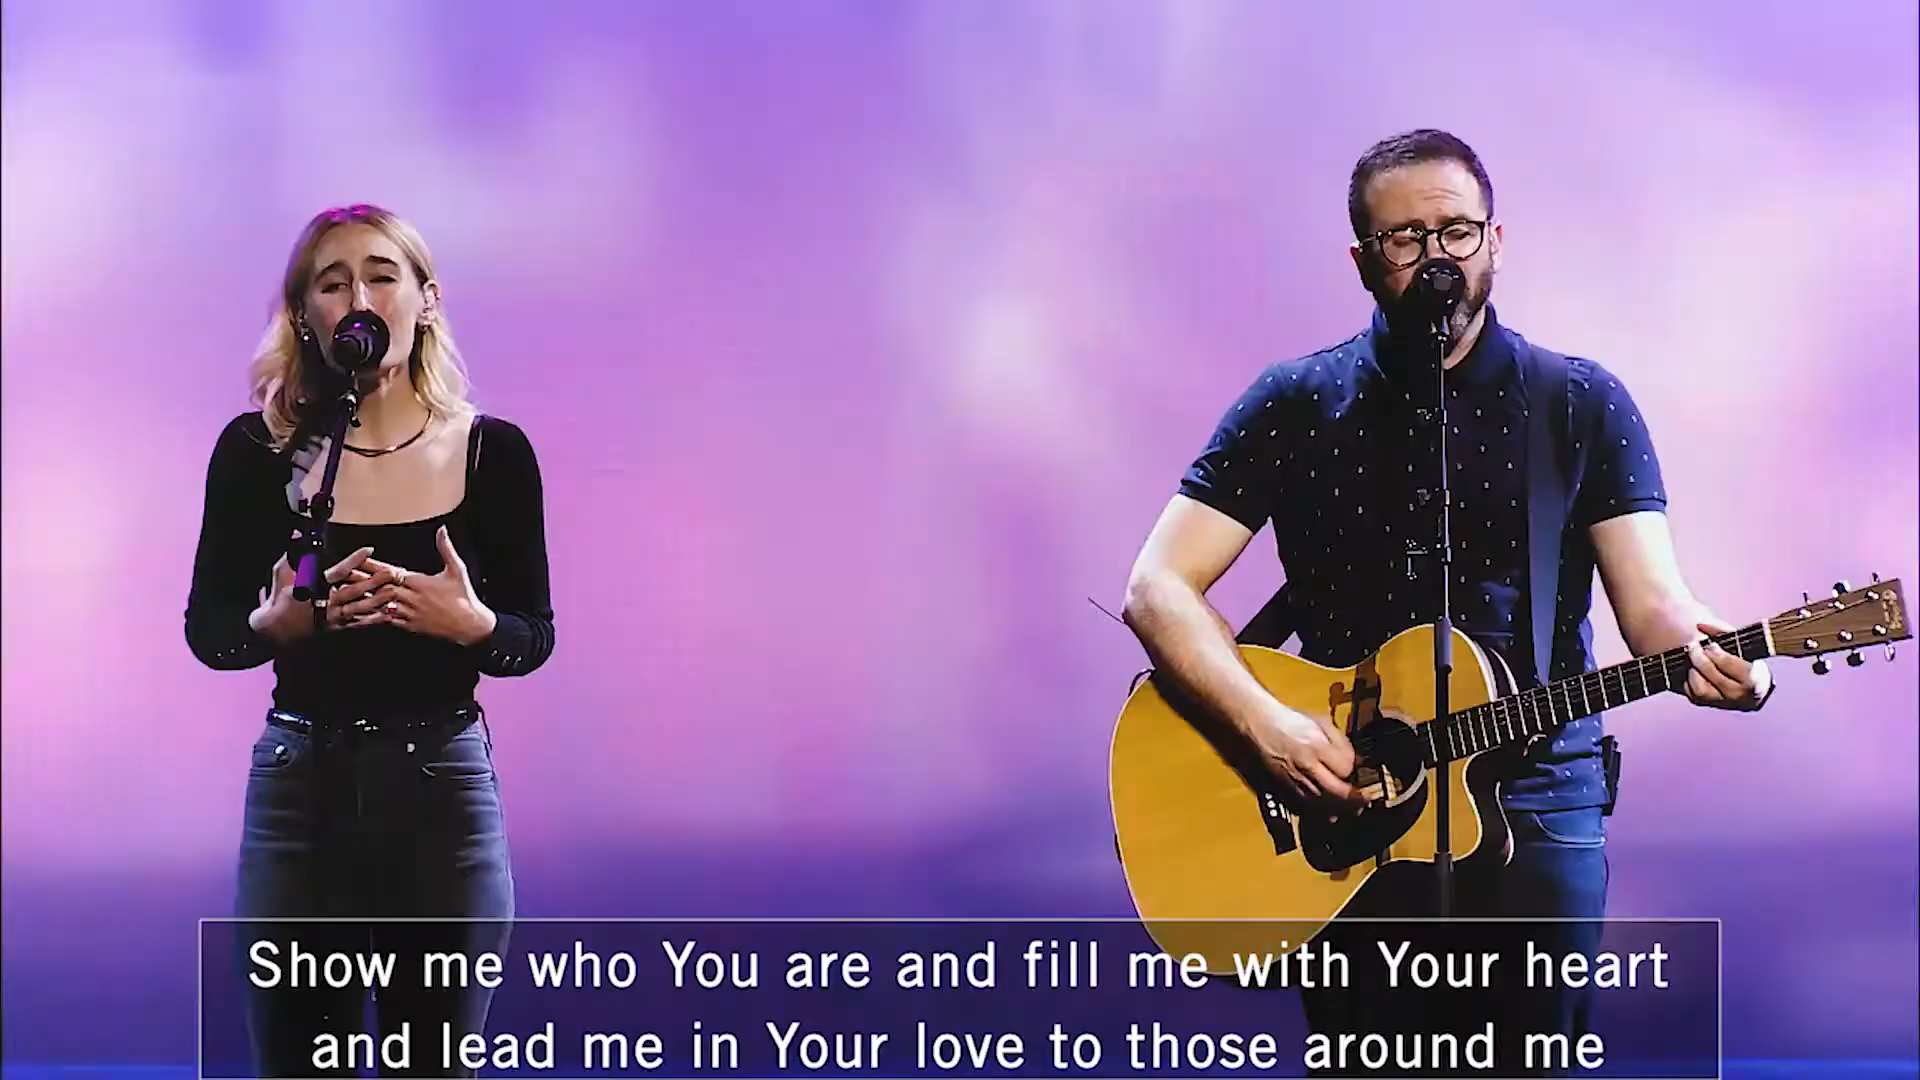 Show me who You are and fill me with Your heart
and lead me in Your love to those around me